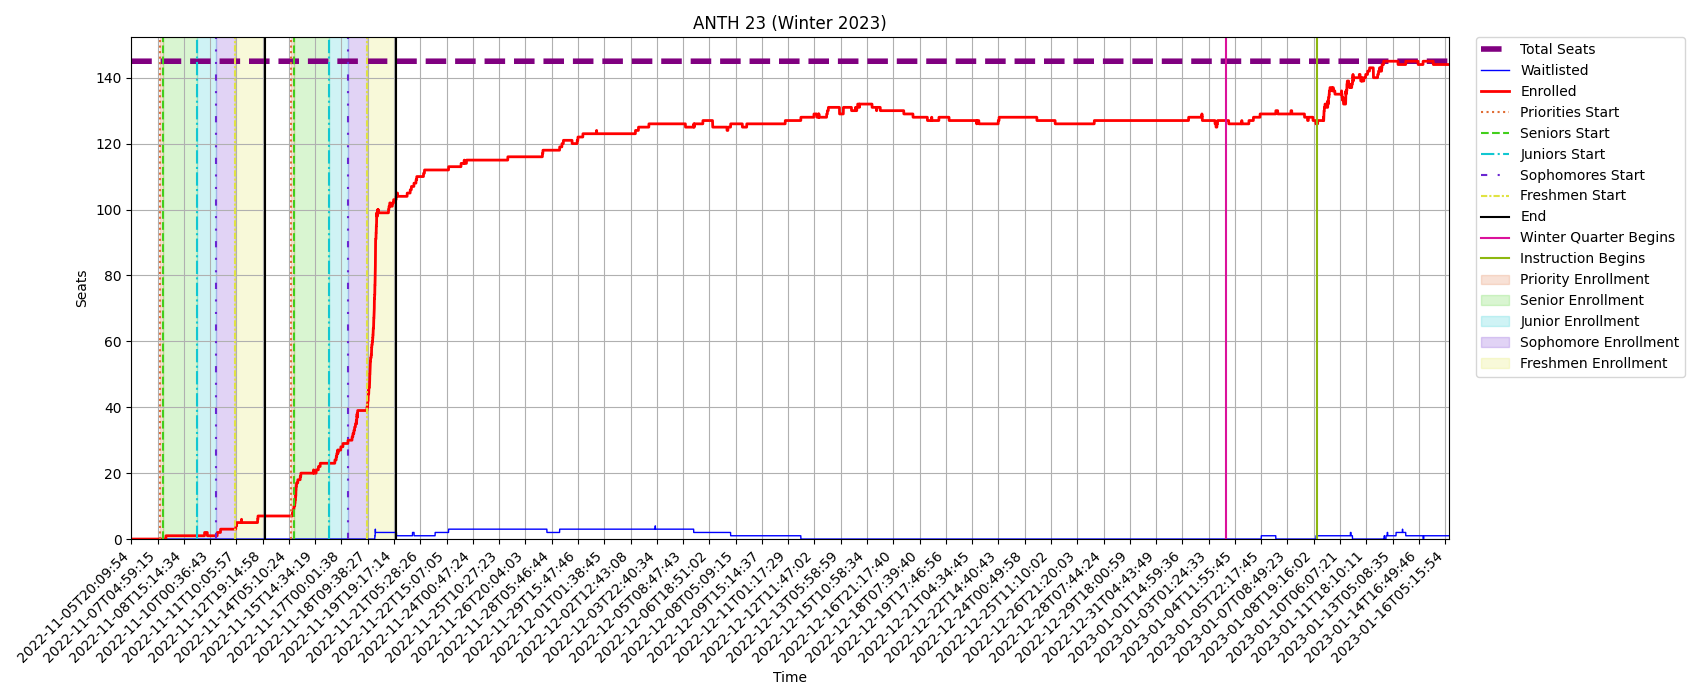 ANTH 23 (Winter 2023)
Total Seats
Waitlisted
Enrolled
Priorities Start
Seniors Start
Juniors Start
Sophomores Start
Freshmen Start
End
Winter Quarter Begins
Instruction Begins
Priority Enrollment
Senior Enrollment
Junior Enrollment
Sophomore Enrollment
Freshmen Enrollment
Seats
140
120
100
80
60
40
20
0
2022-11-05T20:09:54
2022-11-07T04:59:15
2022-11-08T15:14:34
2022-11-10T00:36:43
2022-11-11T10:05:57
2022-11-12T19:14:58
2022-11-14T05:10:24
2022-11-15T14:34:19
2022-11-17T00:01:38
2022-11-18T09:38:27
2022-11-19T19:17:14
2022-11-21T05:28:26
2022-11-22T15:07:05
2022-11-24T00:47:24
2022-11-25T10:27:23
2022-11-26T20:04:03
2022-11-28T05:46:44
2022-11-29T15:47:46
2022-12-01T01:38:45
2022-12-02T12:43:08
2022-12-03T22:40:34
2022-12-05T08:47:43
2022-12-06T18:51:02
2022-12-08T05:09:15
2022-12-09T15:14:37
2022-12-11T01:17:29
2022-12-12T11:47:02
2022-12-13T05:58:59
2022-12-15T10:58:34
2022-12-16T21:17:40
2022-12-18T07:39:40
2022-12-19T17:46:56
2022-12-21T04:34:45
2022-12-22T14:40:43
2022-12-24T00:49:58
2022-12-25T11:10:02
2022-12-26T21:20:03
2022-12-28T07:44:24
2022-12-29T18:00:59
2022-12-31T04:43:49
2023-01-01T14:59:36
2023-01-03T01:24:33
2023-01-04T11:55:45
2023-01-05T22:17:45
2023-01-07T08:49:23
2023-01-08T19:16:02
2023-01-10T06:07:21
2023-01-11T18:10:11
2023-01-13T05:08:35
2023-01-14T16:49:46
2023-01-16T05:15:54
Time